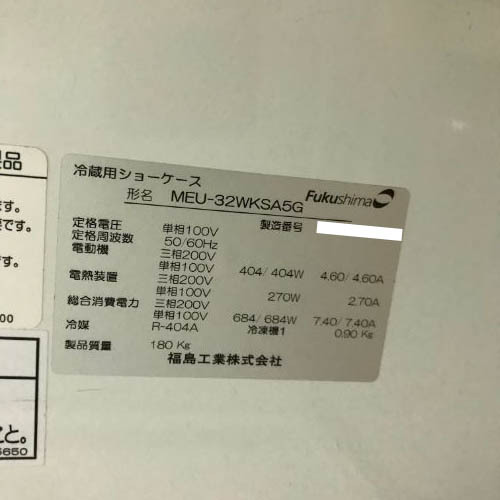 冷蔵用ショーケース
形名 MEU-32WKSA5G Fukushima
製造番号
定格電圧 単相100V
定格周波数 50/60Hz
電動機 三相200V
単相100V 404/404W 4.60/4.60A
電熱装置 三相200V
単相100V 270W 2.70A
総合消費電力 三相200V
単相100V 684/684W 7.40/7.40A
冷媒 R-404A 冷凍機1 0.90 Kg
製品質量 180 Kg
福島工業株式会社
品
ます。
です。
す。
00
と。
6650